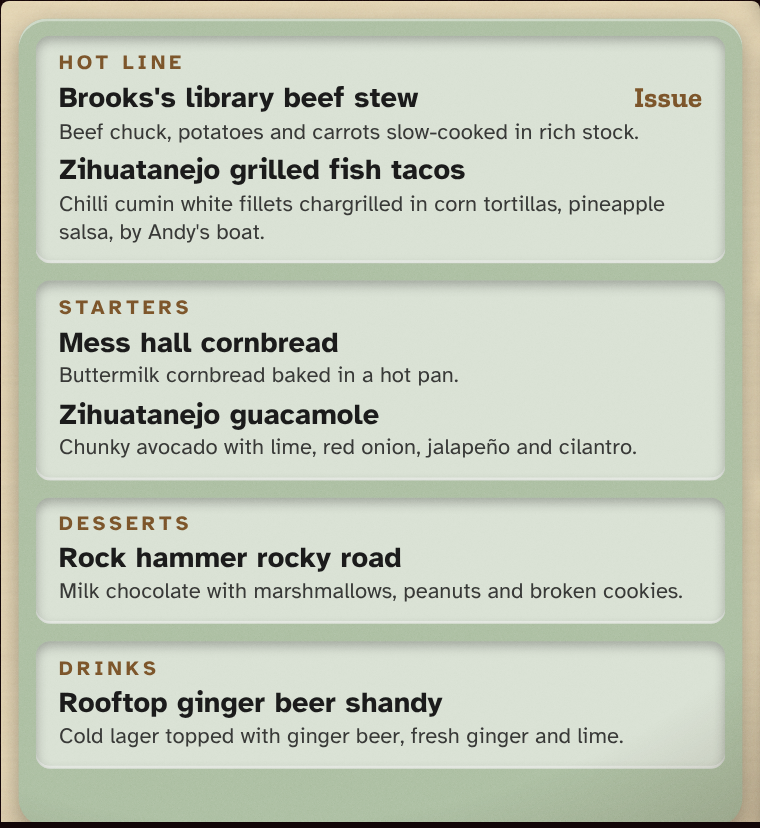 HOT LINE
Brooks's library beef stew Issue
Beef chuck, potatoes and carrots slow-cooked in rich stock.
Zihuatanejo grilled fish tacos
Chilli cumin white fillets chargrilled in corn tortillas, pineapple
salsa, by Andy's boat.
STARTERS
Mess hall cornbread
Buttermilk cornbread baked in a hot pan.
Zihuatanejo guacamole
Chunky avocado with lime, red onion, jalapeño and cilantro.
DESSERTS
Rock hammer rocky road
Milk chocolate with marshmallows, peanuts and broken cookies.
DRINKS
Rooftop ginger beer shandy
Cold lager topped with ginger beer, fresh ginger and lime.